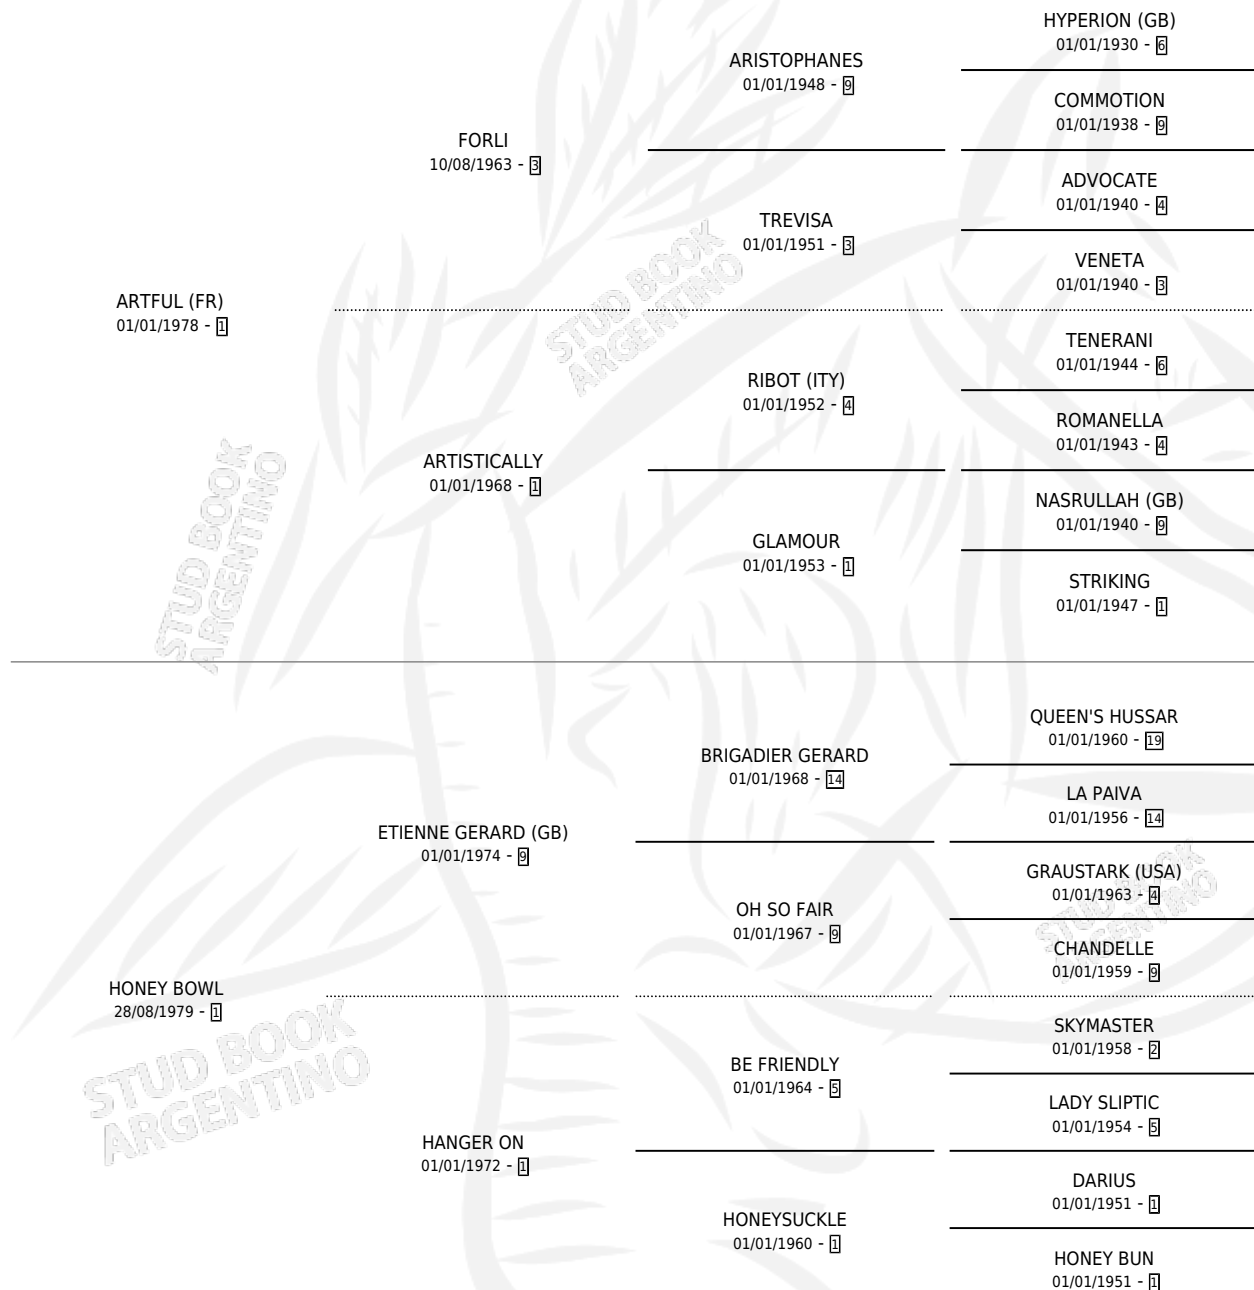 HYPERION (GB)
01/01/1930 - 6
ARISTOPHANES
01/01/1948 - 9
COMMOTION
01/01/1938 - 9
FORLI
10/08/1963 - 3
ADVOCATE
01/01/1940 - 4
TREVISA
01/01/1951 - 3
VENETA
01/01/1940 - 3
ARTFUL (FR)
01/01/1978 - 1
TENERANI
01/01/1944 - 6
RIBOT (ITY)
01/01/1952 - 4
ROMANELLA
01/01/1943 - 4
ARTISTICALLY
01/01/1968 - 1
NASRULLAH (GB)
01/01/1940 - 9
GLAMOUR
01/01/1953 - 1
STRIKING
01/01/1947 - 1
QUEEN'S HUSSAR
01/01/1960 - 19
BRIGADIER GERARD
01/01/1968 - 14
LA PAIVA
01/01/1956 - 14
ETIENNE GERARD (GB)
01/01/1974 - 9
GRAUSTARK (USA)
01/01/1963 - 4
OH SO FAIR
01/01/1967 - 9
CHANDELLE
01/01/1959 - 9
HONEY BOWL
28/08/1979 - 1
SKYMASTER
01/01/1958 - 2
BE FRIENDLY
01/01/1964 - 5
LADY SLIPTIC
01/01/1954 - 5
HANGER ON
01/01/1972 - 1
DARIUS
01/01/1951 - 1
HONEYSUCKLE
01/01/1960 - 1
HONEY BUN
01/01/1951 - 1
STUD BOOK
ARGENTINO
STUD BOOK
ARGENTINO
STUD BOOK
ARGENTINO
STUD BOOK
ARGENTINO